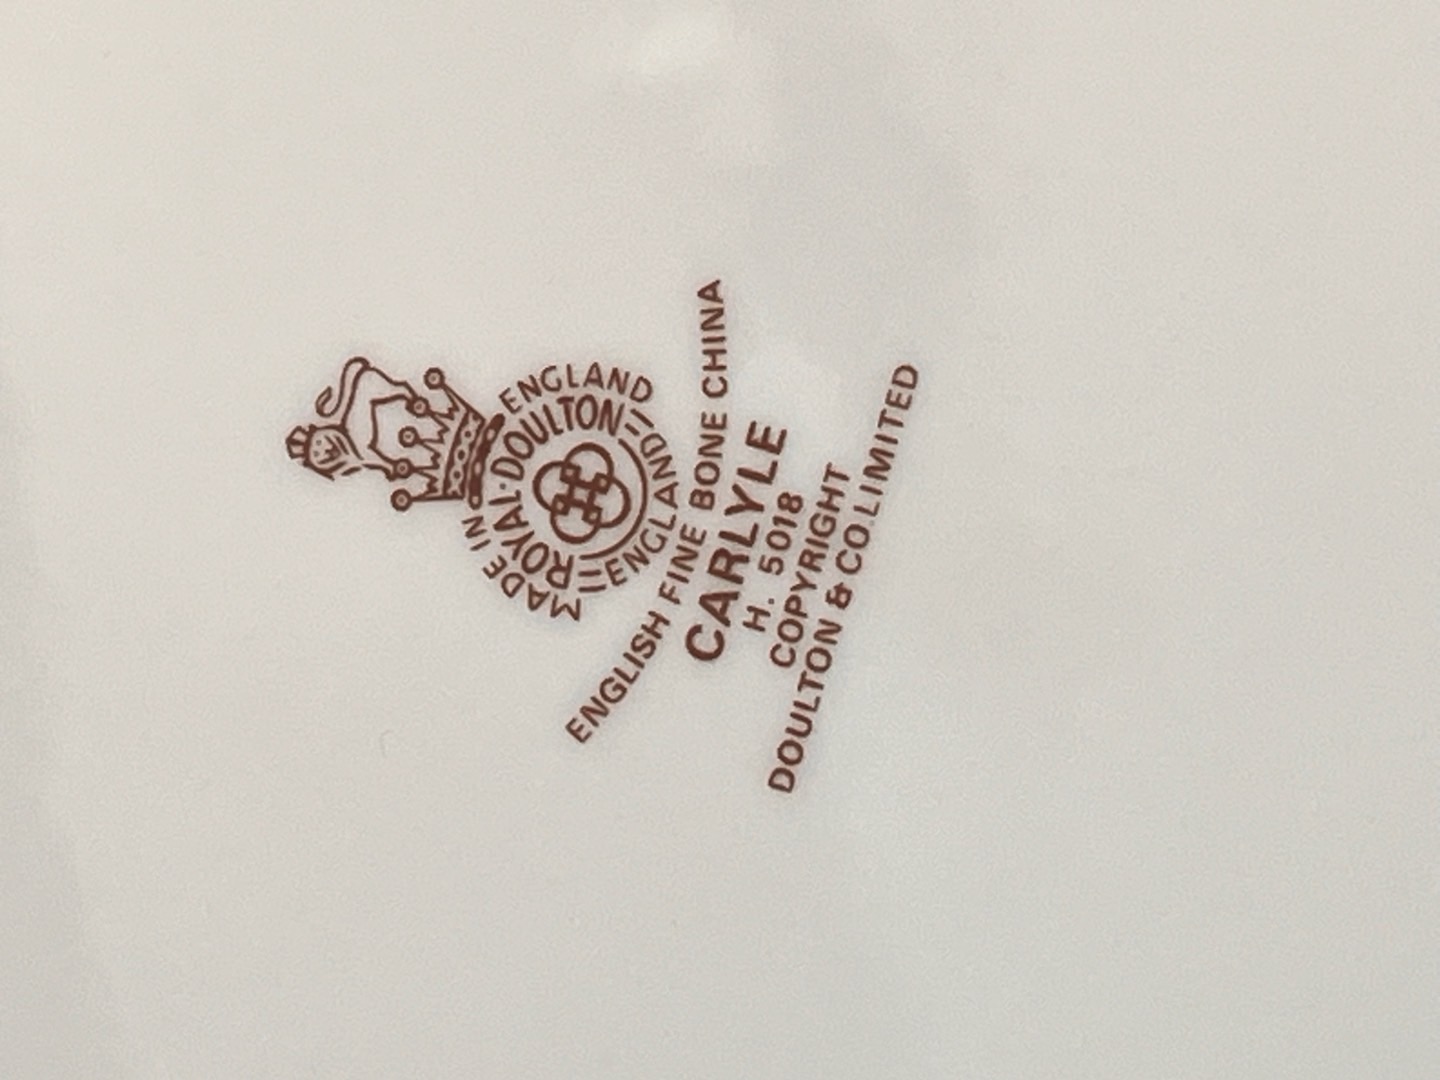 MADE IN ENGLAND
ROYAL·DOULTON
ENGLAND
ENGLISH FINE BONE CHINA
CARLYLE
H. 5018
COPYRIGHT
DOULTON & CO.LIMITED